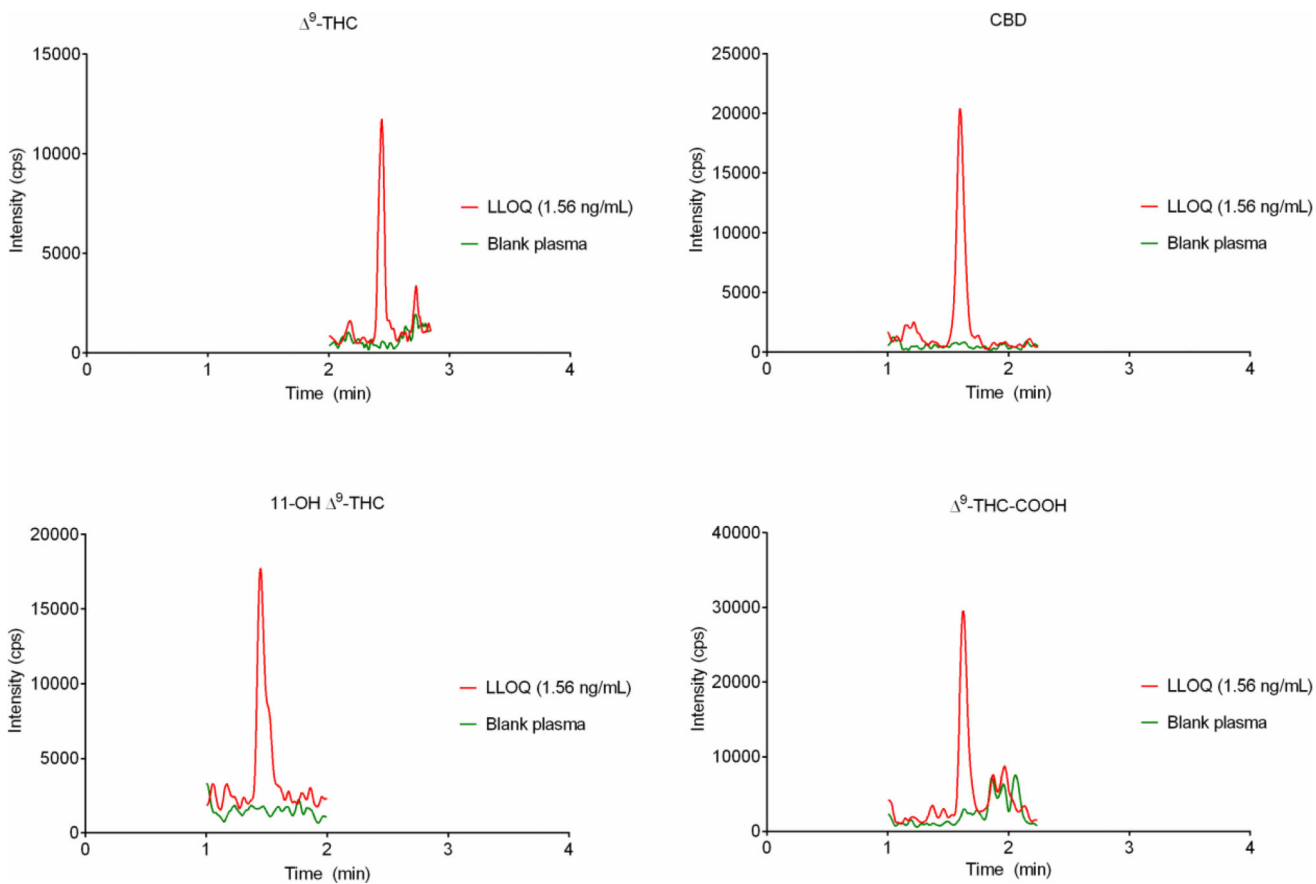 Δ⁹-THC
15000
10000
5000
0
Intensity (cps)
0 1 2 3 4
Time (min)
LLOQ (1.56 ng/mL)
Blank plasma
CBD
25000
20000
15000
10000
5000
0
Intensity (cps)
0 1 2 3 4
Time (min)
LLOQ (1.56 ng/mL)
Blank plasma
11-OH Δ⁹-THC
20000
15000
10000
5000
0
Intensity (cps)
0 1 2 3 4
Time (min)
LLOQ (1.56 ng/mL)
Blank plasma
Δ⁹-THC-COOH
40000
30000
20000
10000
0
Intensity (cps)
0 1 2 3 4
Time (min)
LLOQ (1.56 ng/mL)
Blank plasma